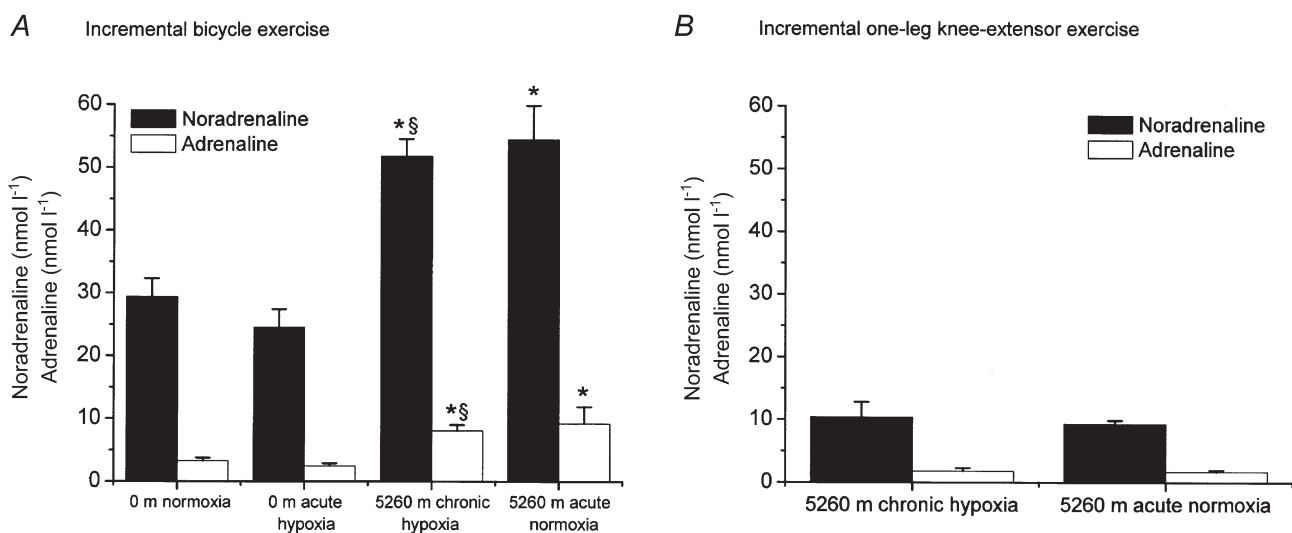 A Incremental bicycle exercise
Noradrenaline
Adrenaline
Noradrenaline (nmol l-1)
Adrenaline (nmol l-1)
60
50
40
30
20
10
0
*§
*
*§
*
0 m normoxia
0 m acute
hypoxia
5260 m chronic
hypoxia
5260 m acute
normoxia
B Incremental one-leg knee-extensor exercise
Noradrenaline
Adrenaline
Noradrenaline (nmol l-1)
Adrenaline (nmol l-1)
60
50
40
30
20
10
0
5260 m chronic hypoxia
5260 m acute normoxia